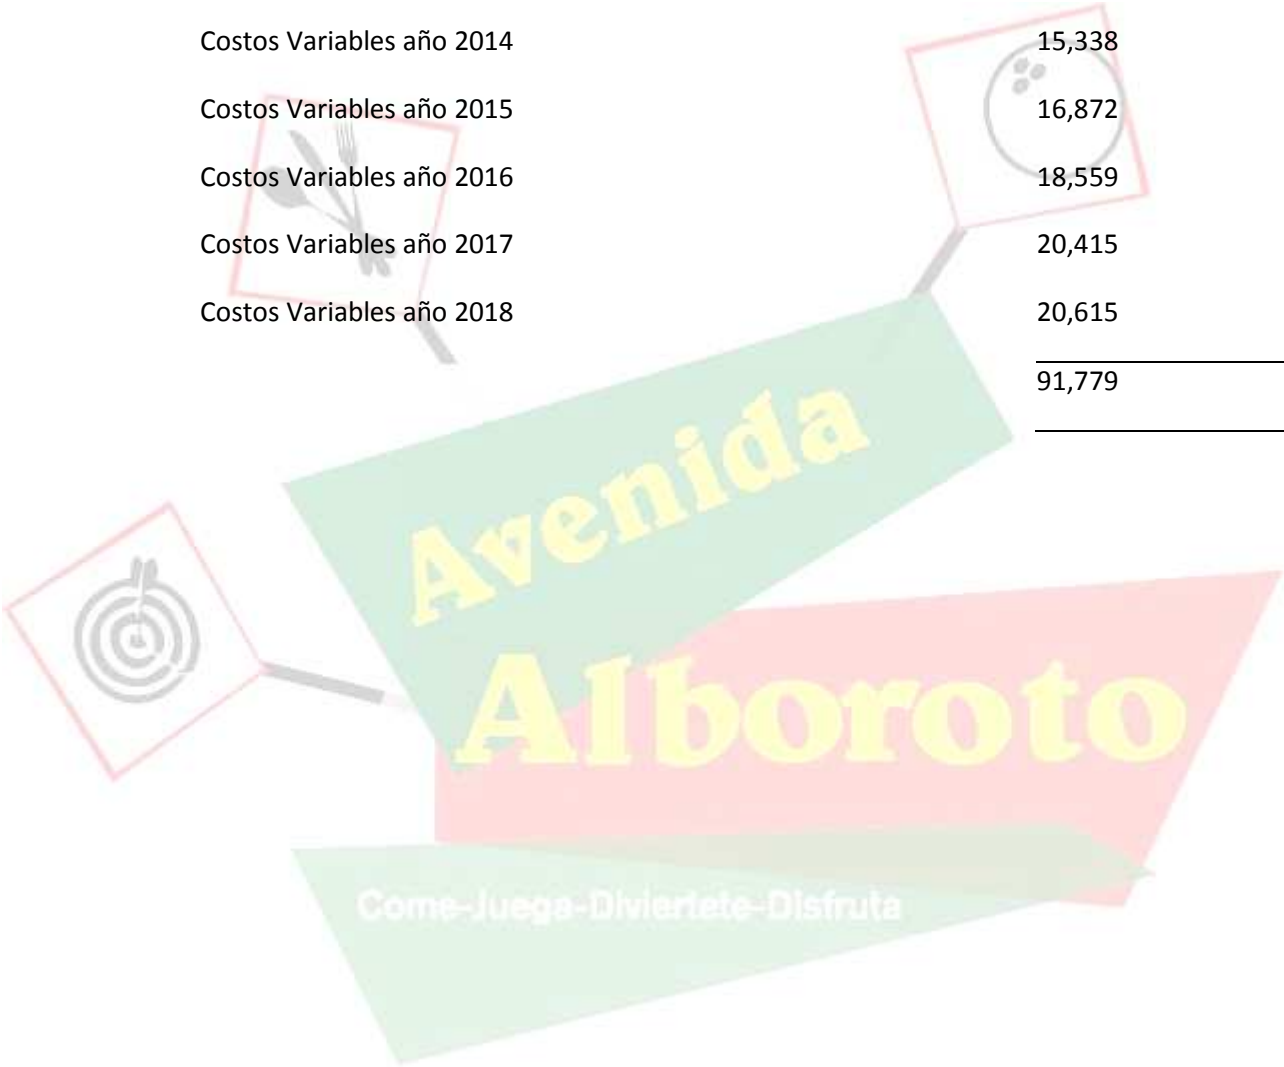 Costos Variables año 2014 15,338
Costos Variables año 2015 16,872
Costos Variables año 2016 18,559
Costos Variables año 2017 20,415
Costos Variables año 2018 20,615
91,779
Avenida
Alboroto
Come-Juega-Diviertete-Disfruta